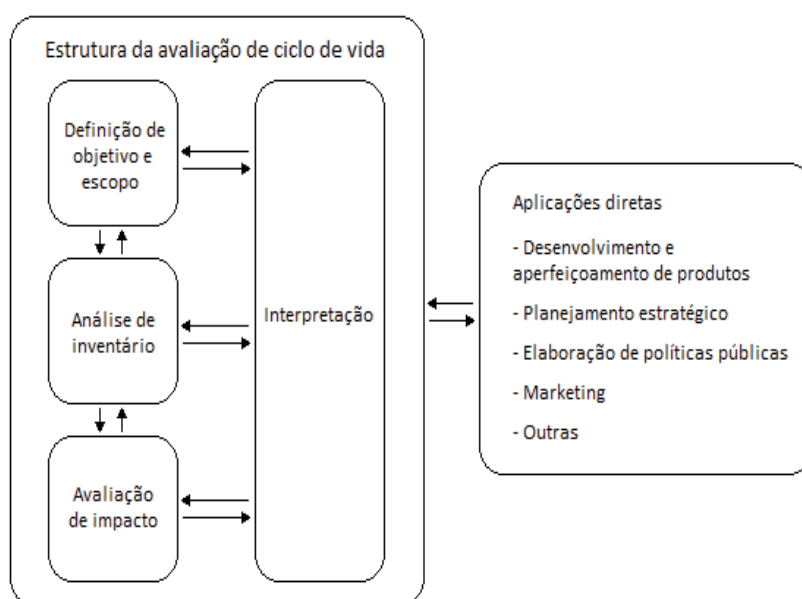 Estrutura da avaliação de ciclo de vida
Definição de
objetivo e
escopo
Análise de
inventário
Avaliação
de impacto
Interpretação
Aplicações diretas
- Desenvolvimento e
aperfeiçoamento de produtos
- Planejamento estratégico
- Elaboração de políticas públicas
- Marketing
- Outras